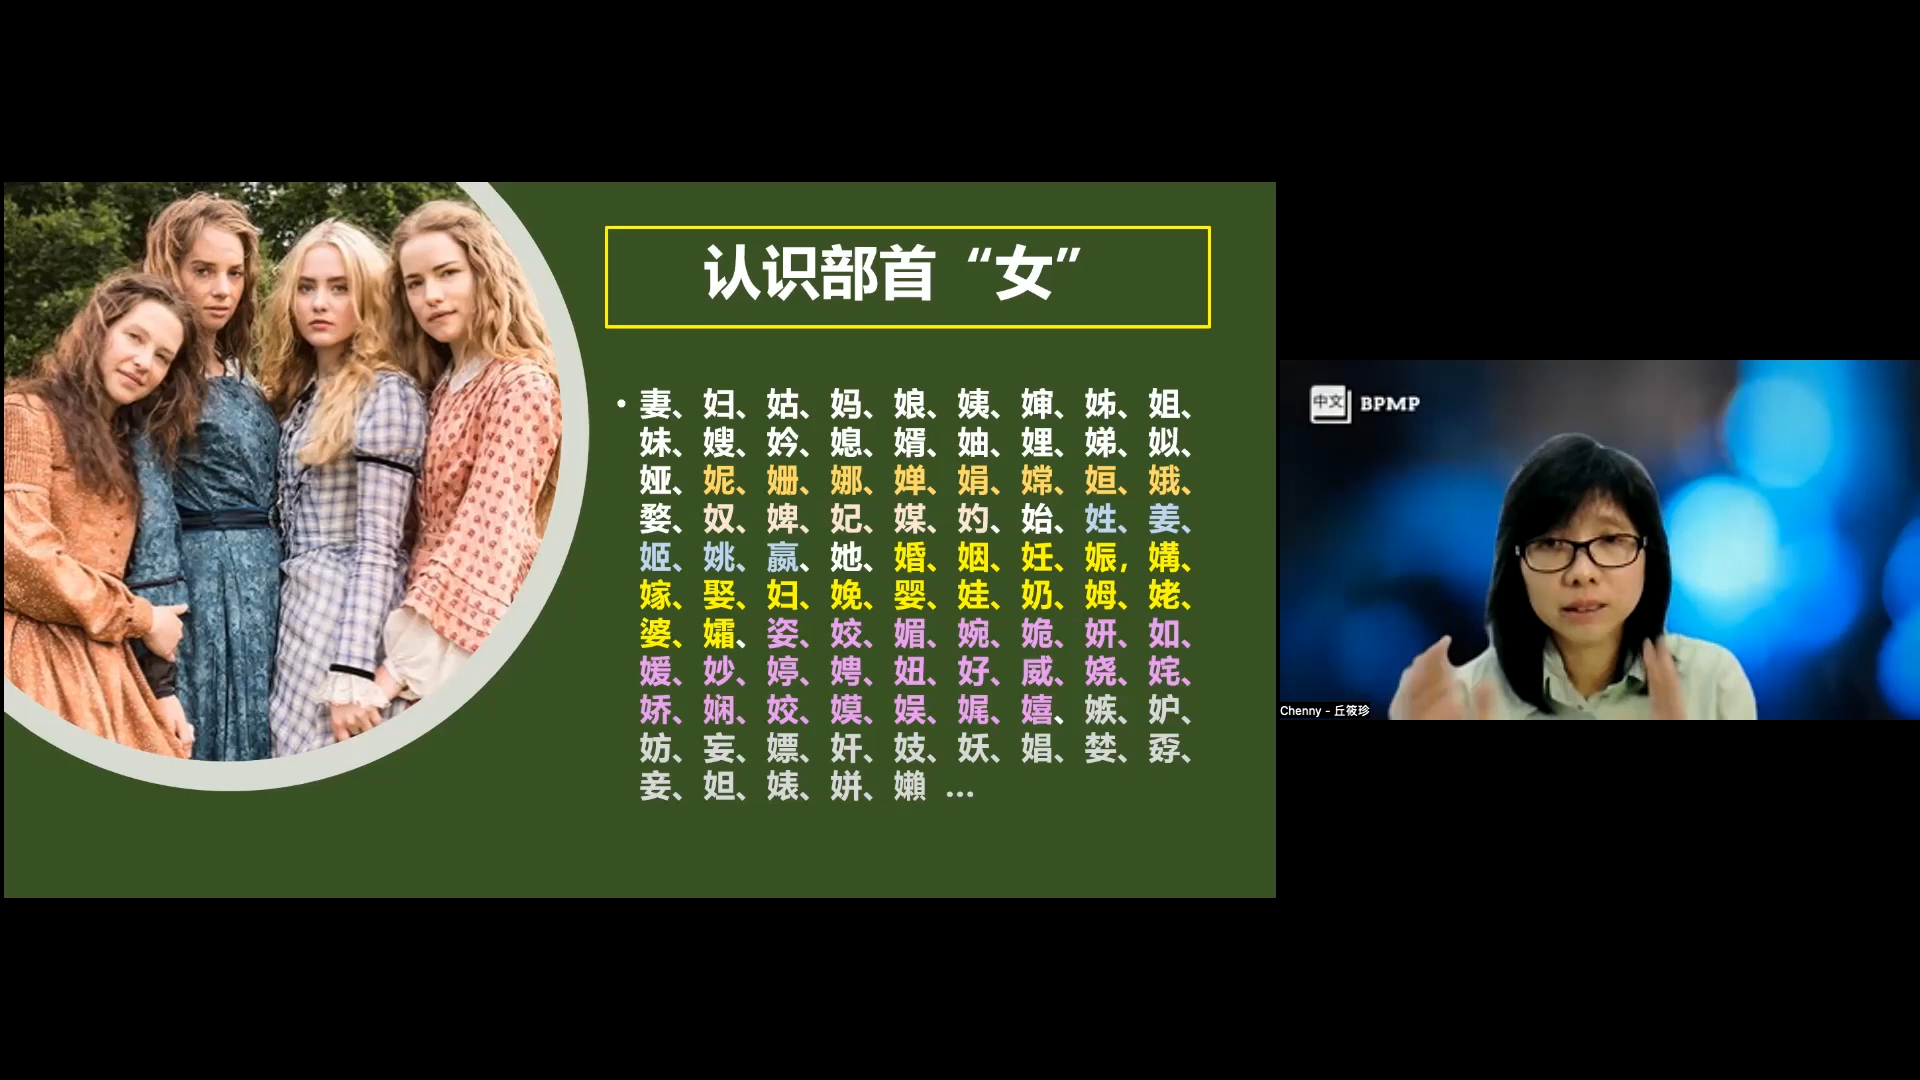 认识部首“女”
• 妻、妇、姑、妈、娘、姨、婶、姊、姐、
妹、嫂、妗、媳、婿、妯、娌、娣、姒、
娅、妮、姗、娜、婵、娟、嫦、姮、娥、
婺、奴、婢、妃、媒、妁、始、姓、姜、
姬、姚、嬴、她、婚、姻、妊、娠，媾、
嫁、娶、妇、娩、婴、娃、奶、姆、姥、
婆、孀、姿、姣、媚、婉、姽、妍、如、
媛、妙、婷、娉、妞、好、威、娆、姹、
娇、娴、姣、嫫、娱、娓、嬉、嫉、妒、
妨、妄、嫖、奸、妓、妖、娼、婪、孬、
妾、妲、婊、姘、嬾 …
中文 BPMP
Chenny - 丘筱珍